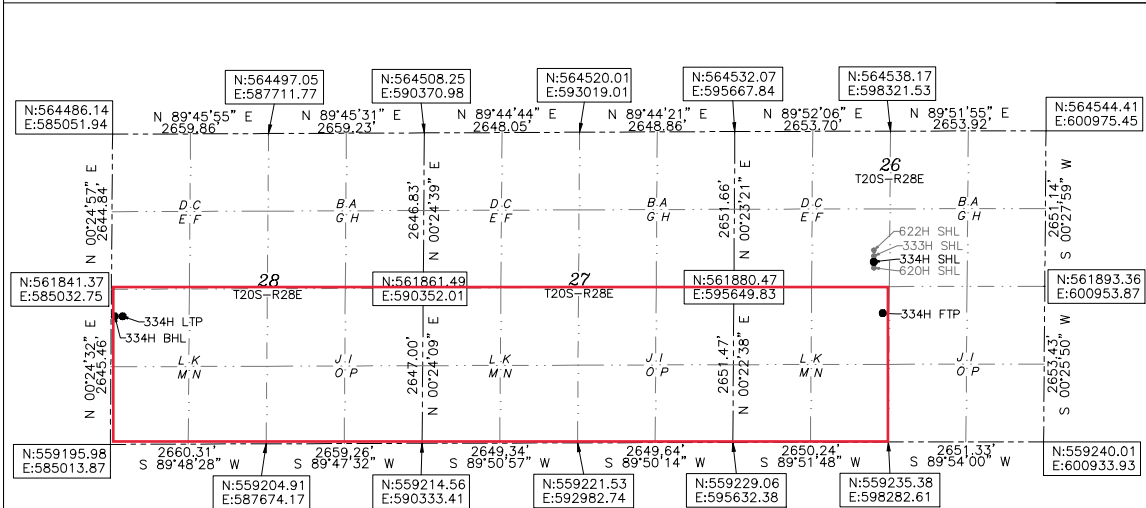 N:564497.05
E:587711.77
N:564508.25
E:590370.98
N:564520.01
E:593019.01
N:564532.07
E:595667.84
N:564538.17
E:598321.53
N:564486.14
E:585051.94
N 89°45'55" E
2659.86'
N 89°45'31" E
2659.23'
N 89°44'44" E
2648.05'
N 89°44'21" E
2648.86'
N 89°52'06" E
2653.70'
N 89°51'55" E
2653.92'
N:564544.41
E:600975.45
N 00°24'57" E
2644.84'
2646.83'
N 00°24'39" E
2651.66'
N 00°23'21" E
2651.14'
S 00°27'59" W
26
T20S-R28E
D C
E F
B A
G H
D C
E F
B A
G H
D C
E F
B A
G H
622H SHL
333H SHL
334H SHL
620H SHL
N:561841.37
E:585032.75
28
T20S-R28E
N:561861.49
E:590352.01
27
T20S-R28E
N:561880.47
E:595649.83
N:561893.36
E:600953.87
334H LTP
334H BHL
334H FTP
N 00°24'32" E
2645.46'
2647.00'
N 00°24'09" E
2651.47'
N 00°22'38" E
2653.43'
S 00°25'50" W
L K
M N
J I
O P
L K
M N
J I
O P
L K
M N
J I
O P
N:559195.98
E:585013.87
2660.31'
S 89°48'28" W
2659.26'
S 89°47'32" W
2649.34'
S 89°50'57" W
2649.64'
S 89°50'14" W
2650.24'
S 89°51'48" W
2651.33'
S 89°54'00" W
N:559240.01
E:600933.93
N:559204.91
E:587674.17
N:559214.56
E:590333.41
N:559221.53
E:592982.74
N:559229.06
E:595632.38
N:559235.38
E:598282.61